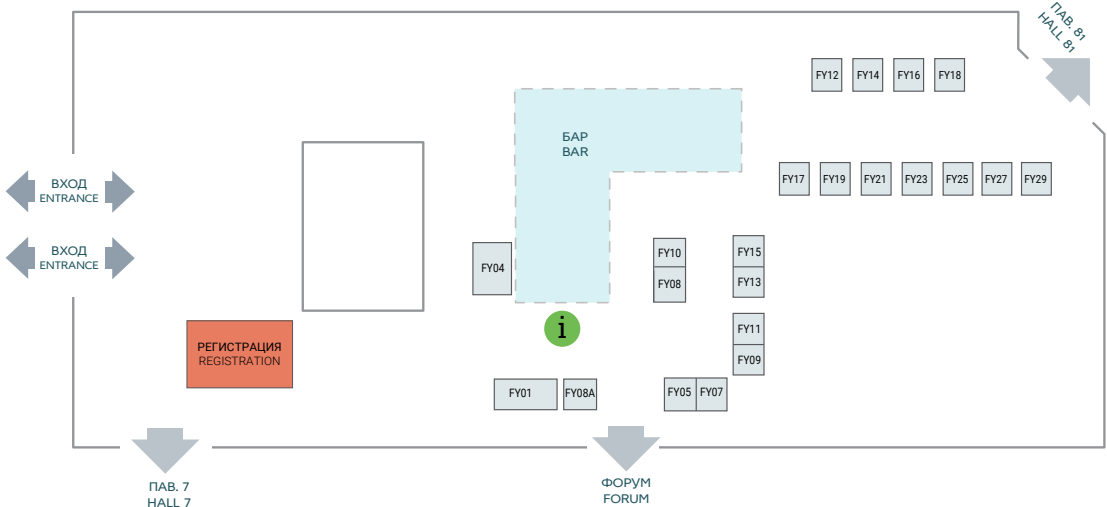 ПАВ. 81
HALL 81
FY12 FY14 FY16 FY18
БАР
BAR
ВХОД
ENTRANCE
FY17 FY19 FY21 FY23 FY25 FY27 FY29
ВХОД
ENTRANCE
FY04
FY10
FY08
FY15
FY13
i
FY11
FY09
РЕГИСТРАЦИЯ
REGISTRATION
FY01 FY08A FY05 FY07
ПАВ. 7
HALL 7
ФОРУМ
FORUM